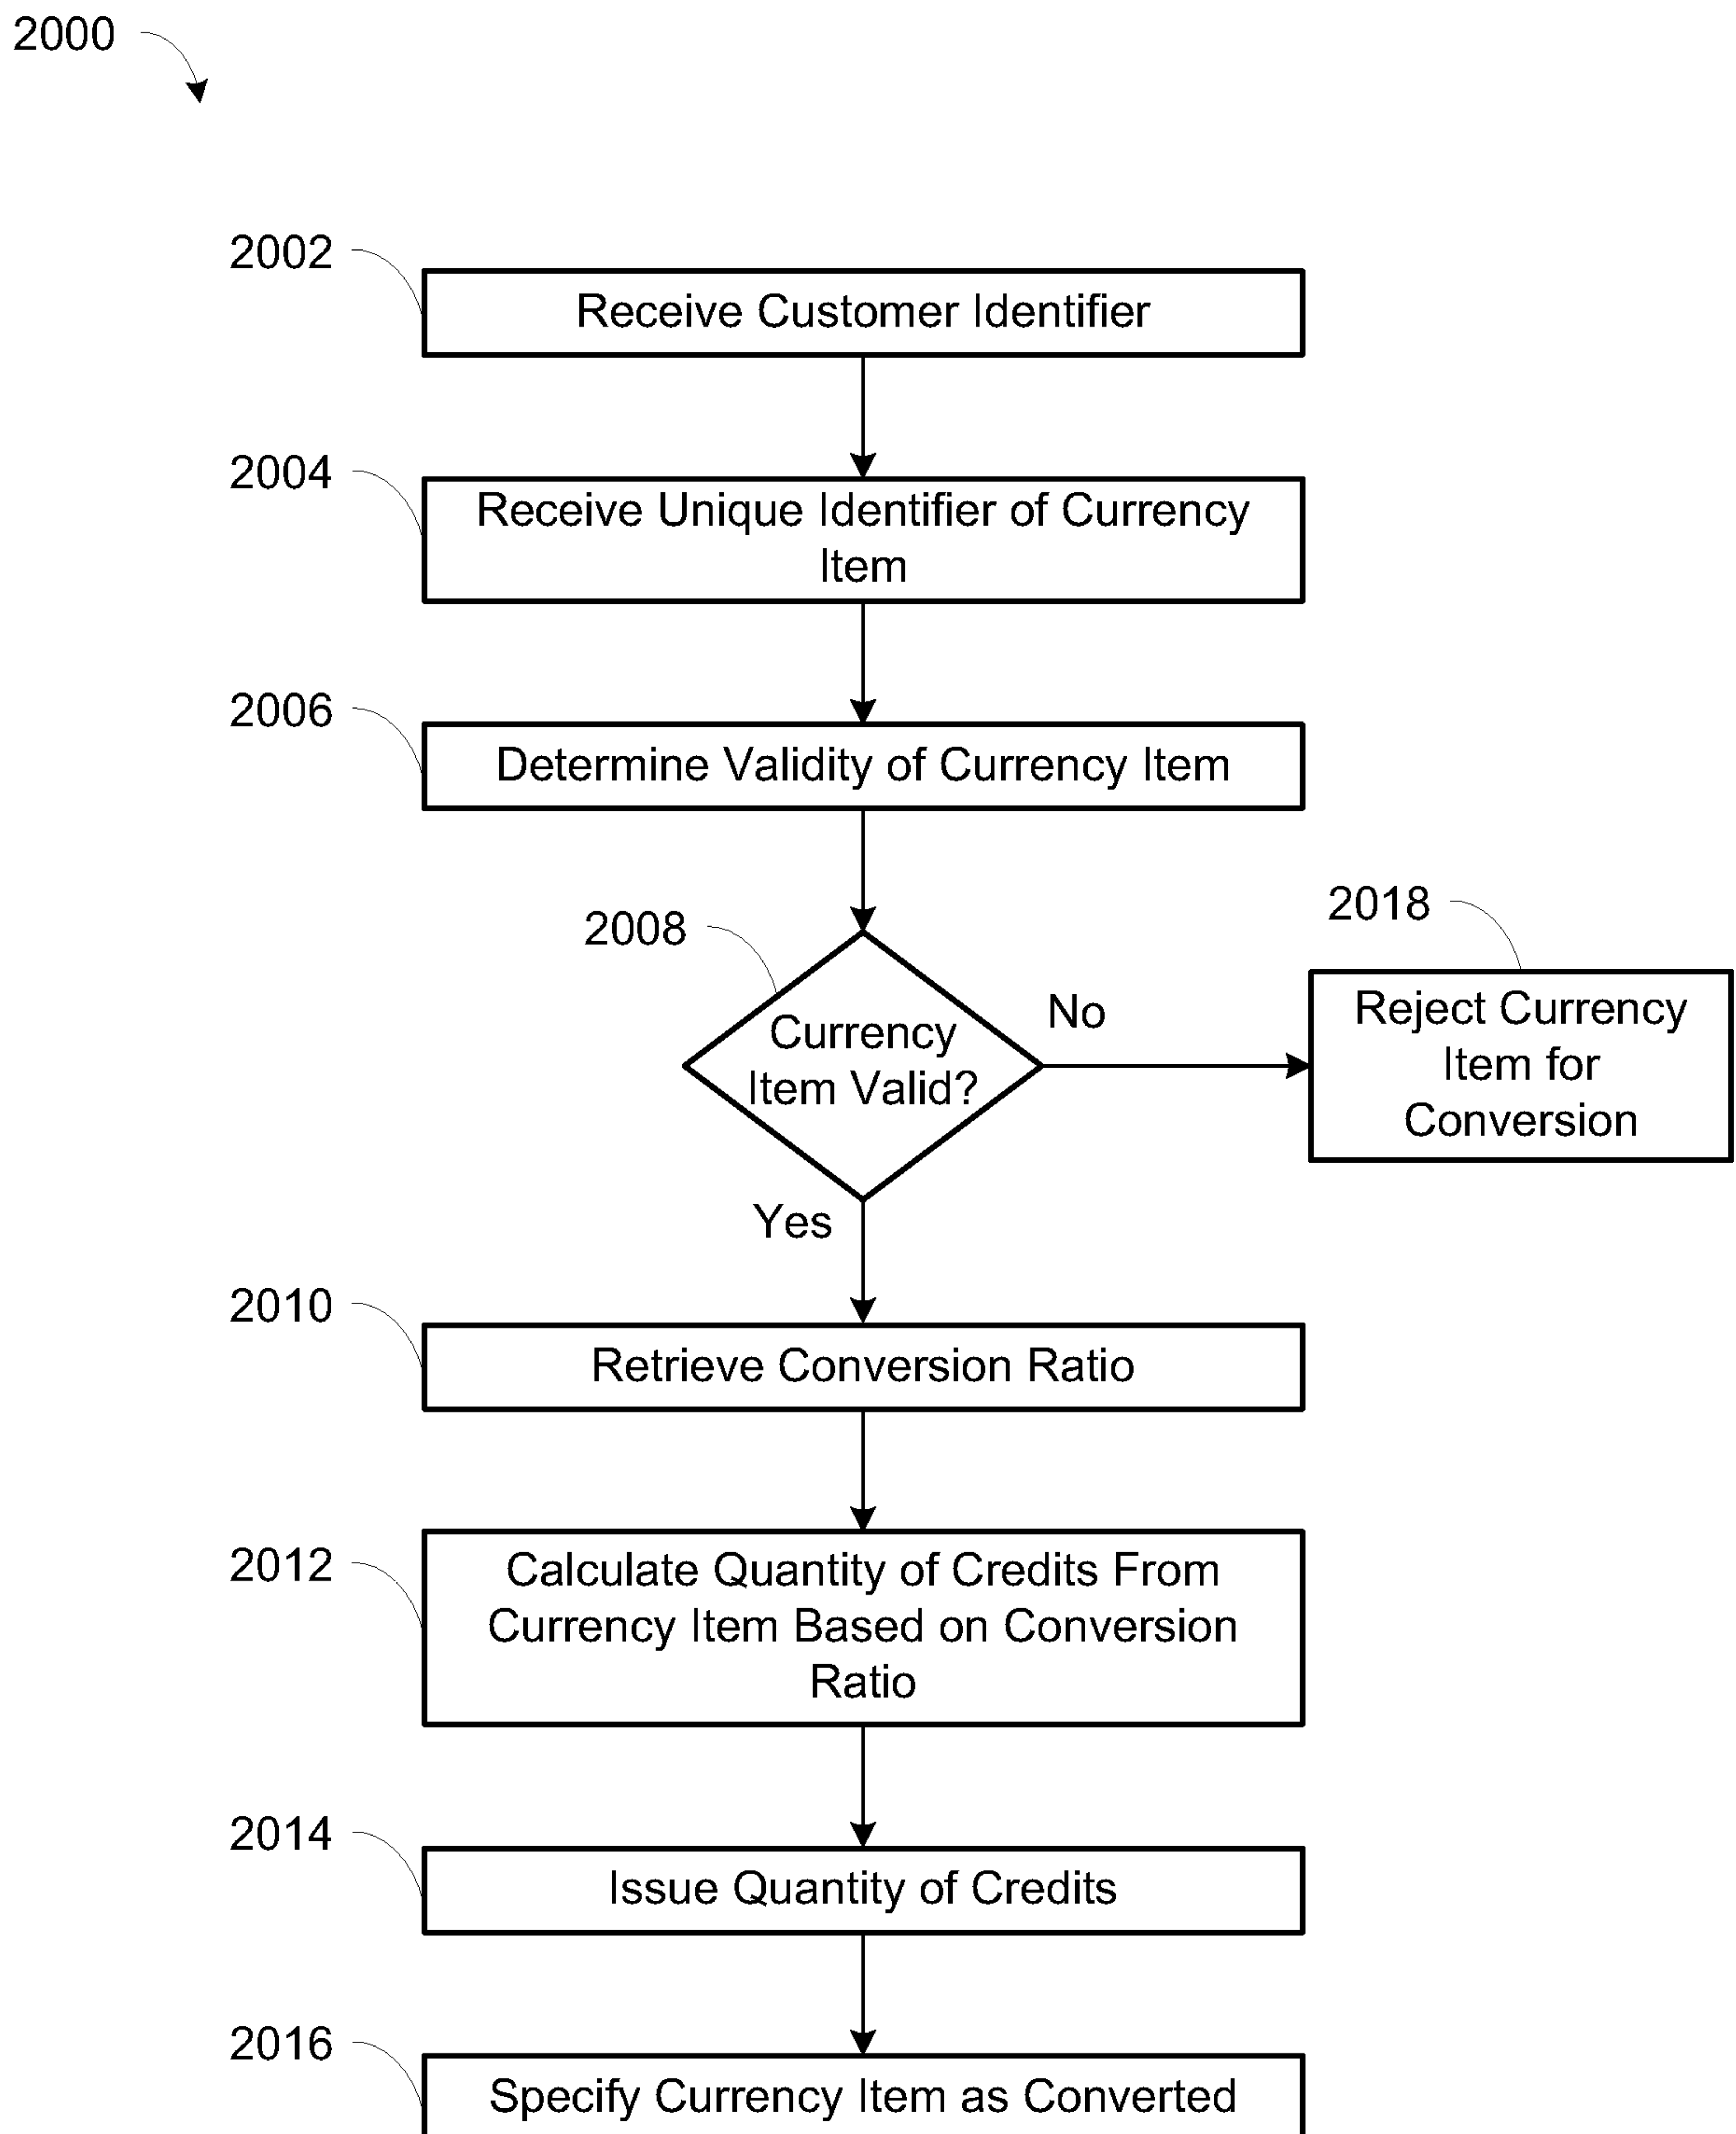 2000
2002
Receive Customer Identifier
2004
Receive Unique Identifier of Currency
Item
2006
Determine Validity of Currency Item
2008
Currency
Item Valid?
No
2018
Reject Currency
Item for
Conversion
Yes
2010
Retrieve Conversion Ratio
2012
Calculate Quantity of Credits From
Currency Item Based on Conversion
Ratio
2014
Issue Quantity of Credits
2016
Specify Currency Item as Converted